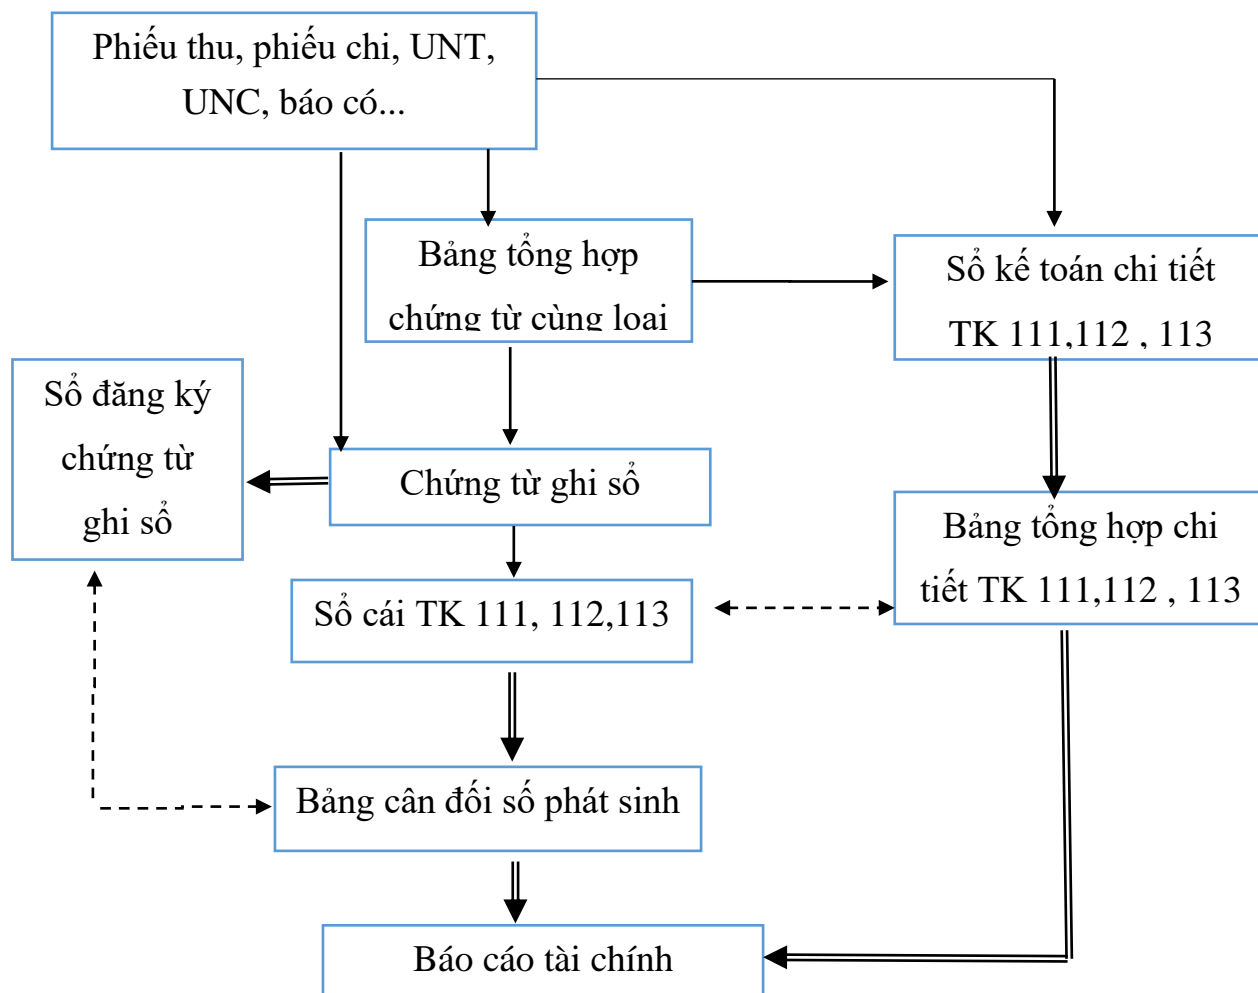 Phiếu thu, phiếu chi, UNT,
UNC, báo có...
Bảng tổng hợp
chứng từ cùng loại
Sổ kế toán chi tiết
TK 111,112 , 113
Sổ đăng ký
chứng từ
ghi sổ
Chứng từ ghi sổ
Bảng tổng hợp chi
tiết TK 111,112 , 113
Sổ cái TK 111, 112,113
Bảng cân đối số phát sinh
Báo cáo tài chính